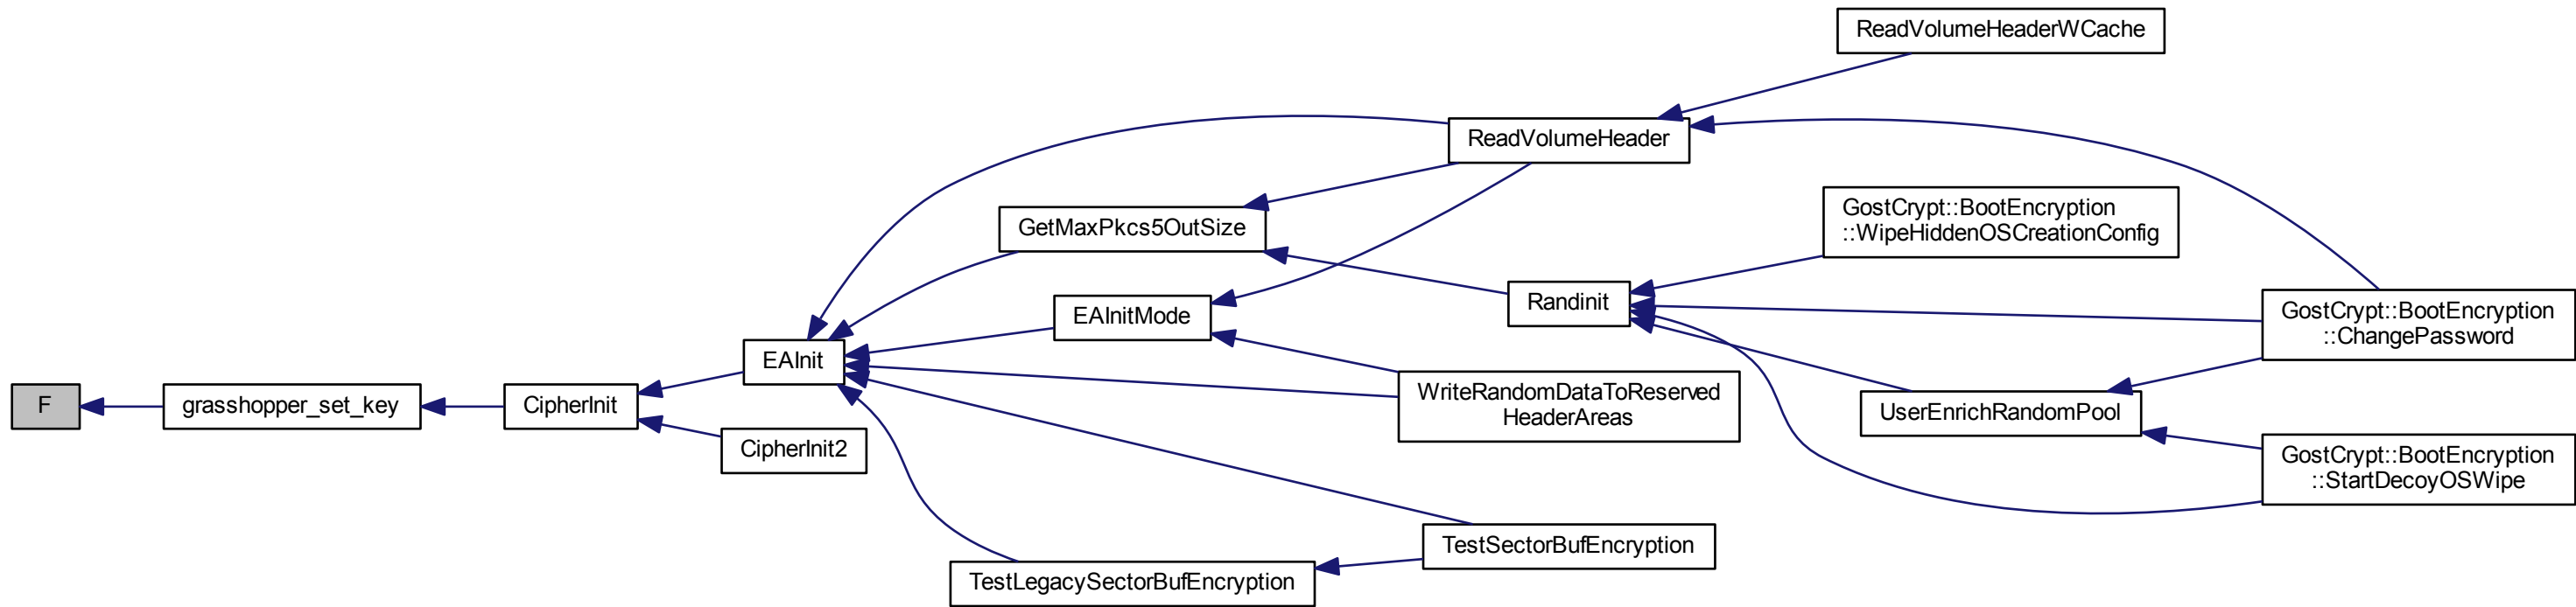 F
grasshopper_set_key
CipherInit
EAInit
CipherInit2
GetMaxPkcs5OutSize
EAInitMode
TestLegacySectorBufEncryption
ReadVolumeHeader
Randinit
WriteRandomDataToReserved
HeaderAreas
TestSectorBufEncryption
ReadVolumeHeaderWCache
GostCrypt::BootEncryption
::WipeHiddenOSCreationConfig
UserEnrichRandomPool
GostCrypt::BootEncryption
::ChangePassword
GostCrypt::BootEncryption
::StartDecoyOSWipe